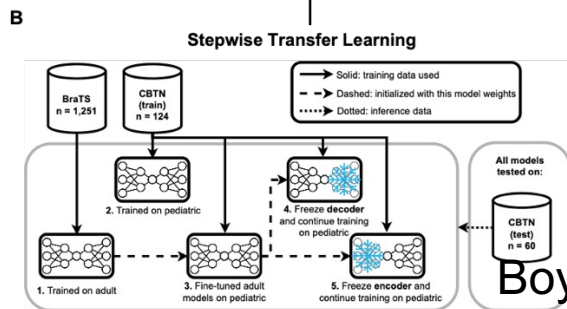 B
Stepwise Transfer Learning
BraTS
n = 1,251
CBTN
(train)
n = 124
Solid: training data used
Dashed: initialized with this model weights
Dotted: inference data
2. Trained on pediatric
4. Freeze decoder
and continue training
on pediatric
1. Trained on adult
3. Fine-tuned adult
models on pediatric
5. Freeze encoder and
continue training on pediatric
All models
tested on:
CBTN
(test)
n = 60
Boy